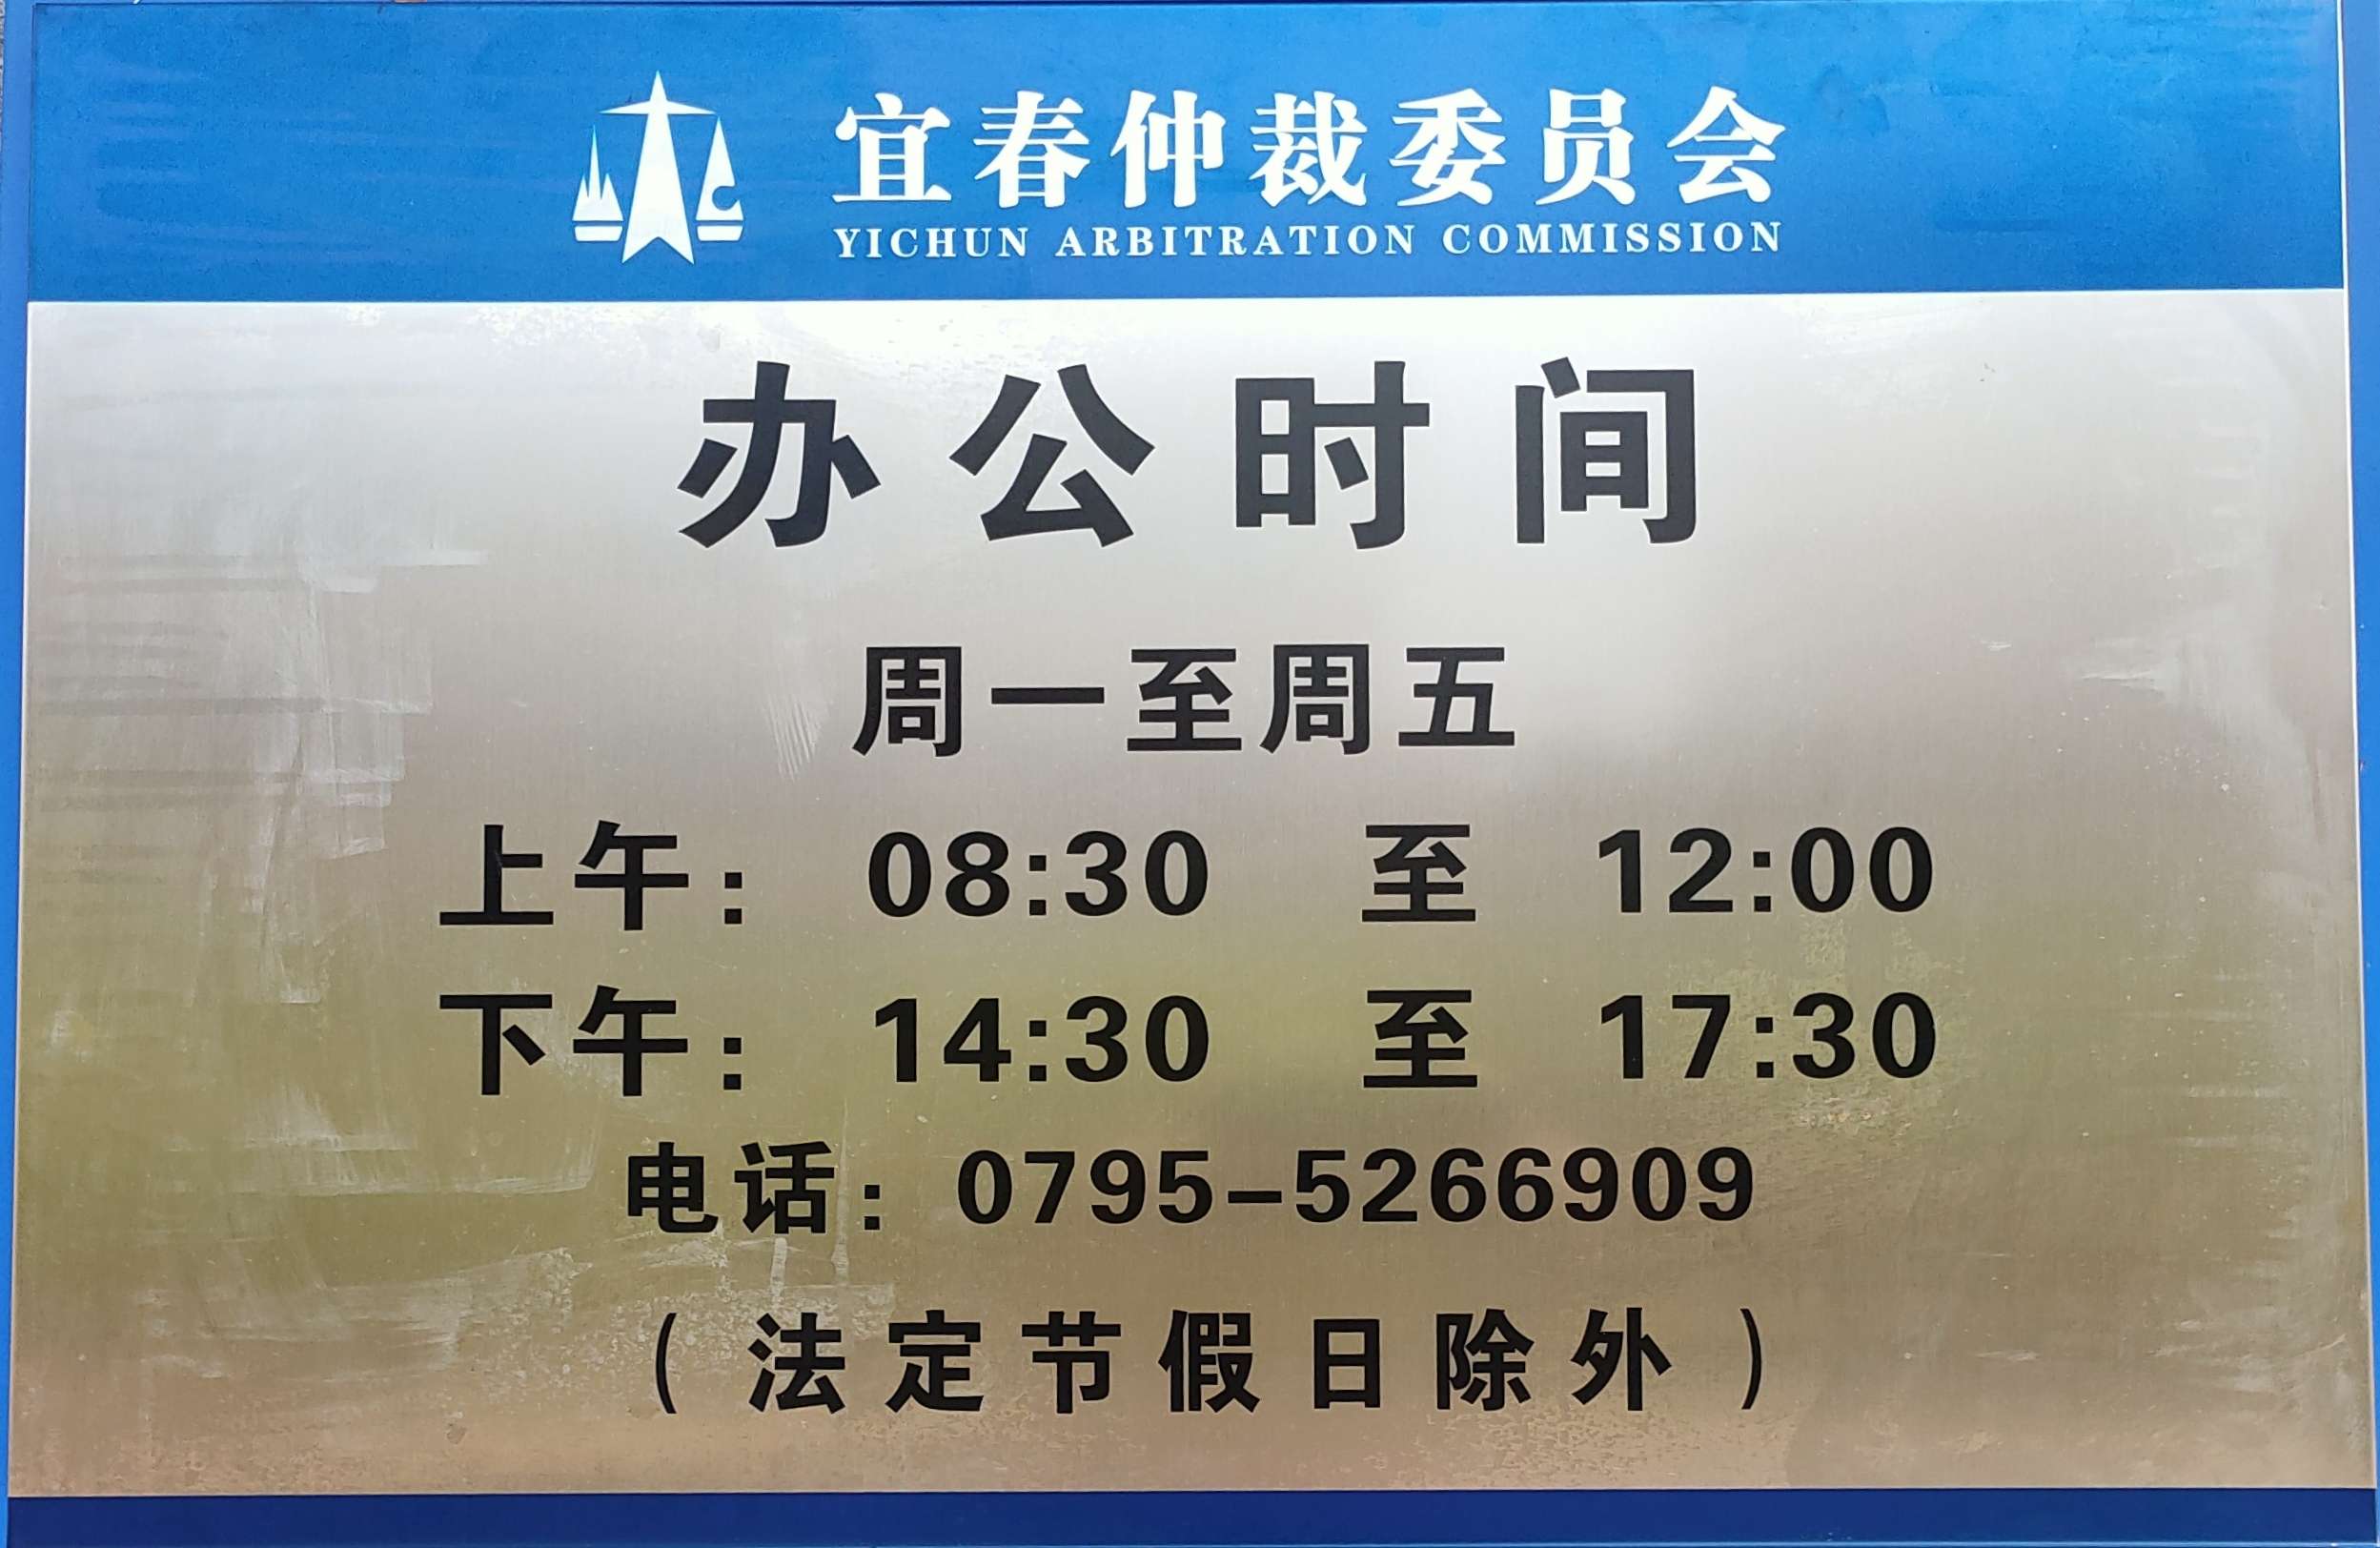 宜春仲裁委员会
YICHUN ARBITRATION COMMISSION
办公时间
周一至周五
上午： 08:30 至 12:00
下午： 14:30 至 17:30
电话：0795-5266909
（法定节假日除外）